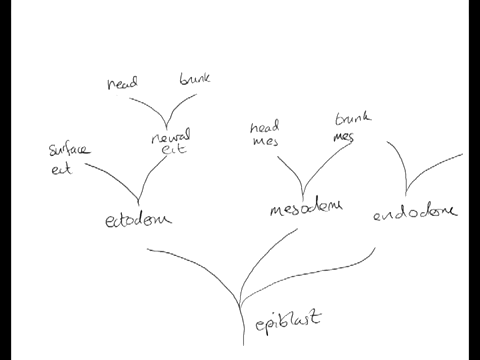 head
trunk
surface
ect
neural
ect
head
mes
trunk
mes
ectoderm
mesoderm
endoderm
epiblast